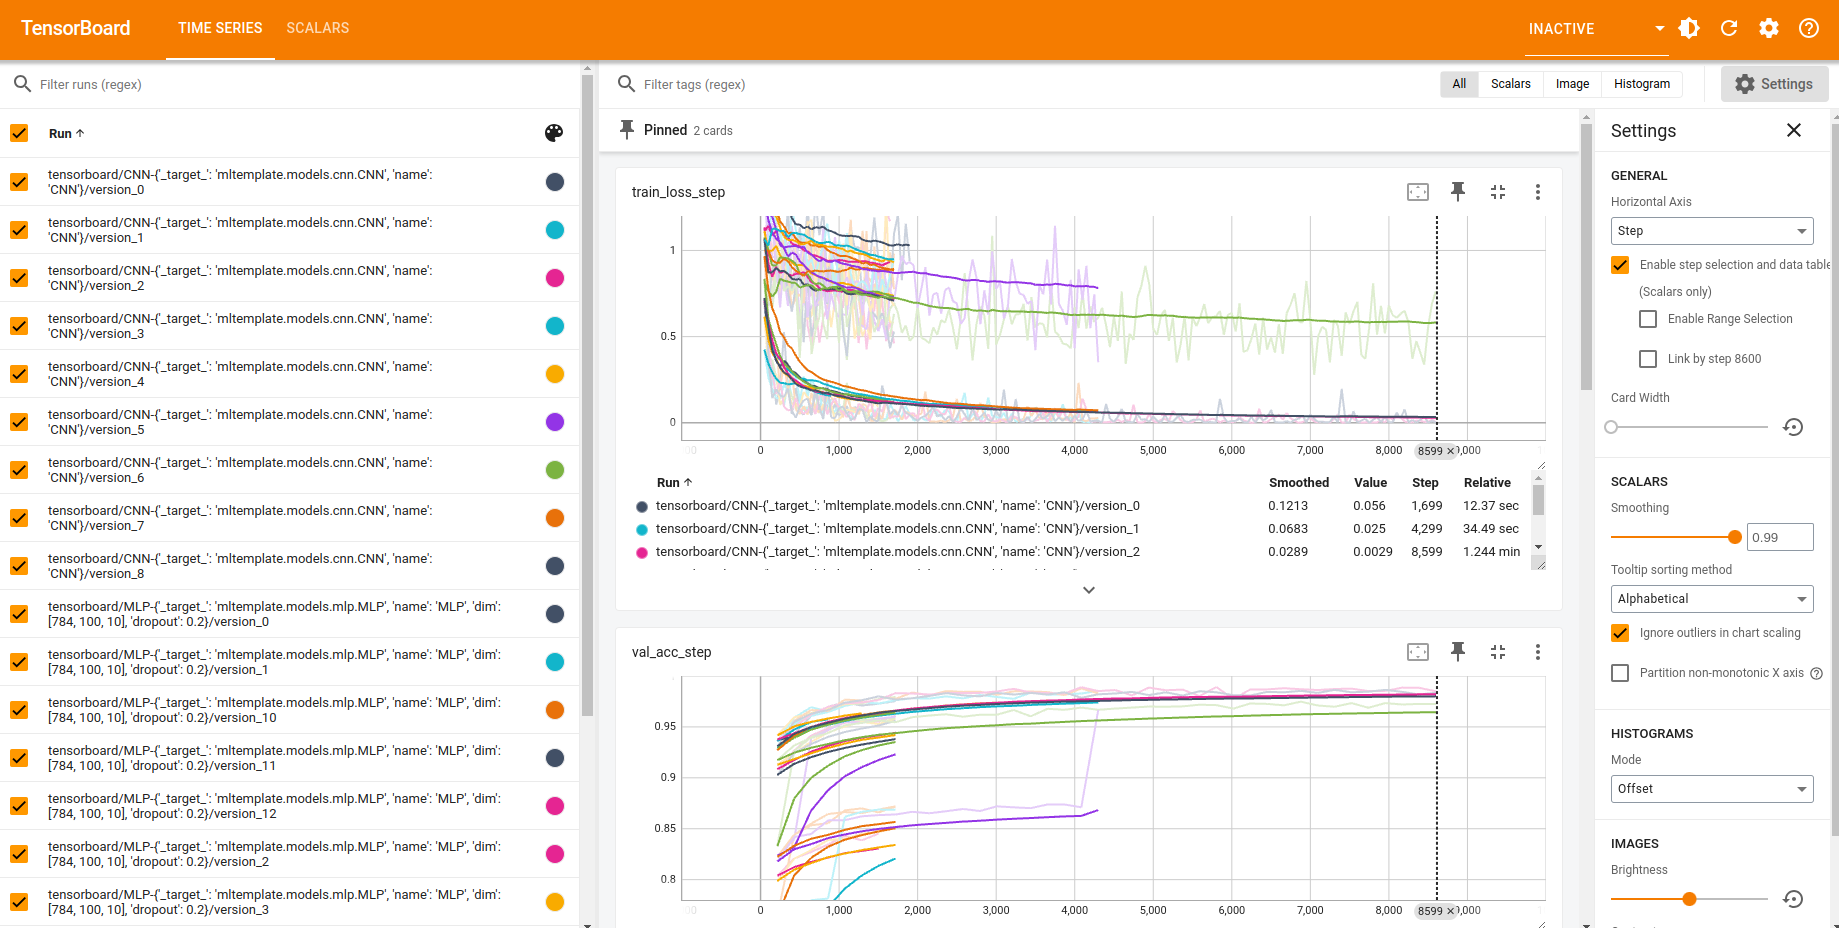 TensorBoard
TIME SERIES
SCALARS
INACTIVE
Filter runs (regex)
Run
tensorboard/CNN-{'_target_': 'mltemplate.models.cnn.CNN', 'name':
'CNN'}/version_0
tensorboard/CNN-{'_target_': 'mltemplate.models.cnn.CNN', 'name':
'CNN'}/version_1
tensorboard/CNN-{'_target_': 'mltemplate.models.cnn.CNN', 'name':
'CNN'}/version_2
tensorboard/CNN-{'_target_': 'mltemplate.models.cnn.CNN', 'name':
'CNN'}/version_3
tensorboard/CNN-{'_target_': 'mltemplate.models.cnn.CNN', 'name':
'CNN'}/version_4
tensorboard/CNN-{'_target_': 'mltemplate.models.cnn.CNN', 'name':
'CNN'}/version_5
tensorboard/CNN-{'_target_': 'mltemplate.models.cnn.CNN', 'name':
'CNN'}/version_6
tensorboard/CNN-{'_target_': 'mltemplate.models.cnn.CNN', 'name':
'CNN'}/version_7
tensorboard/CNN-{'_target_': 'mltemplate.models.cnn.CNN', 'name':
'CNN'}/version_8
tensorboard/MLP-{'_target_': 'mltemplate.models.mlp.MLP', 'name': 'MLP', 'dim':
[784, 100, 10], 'dropout': 0.2}/version_0
tensorboard/MLP-{'_target_': 'mltemplate.models.mlp.MLP', 'name': 'MLP', 'dim':
[784, 100, 10], 'dropout': 0.2}/version_1
tensorboard/MLP-{'_target_': 'mltemplate.models.mlp.MLP', 'name': 'MLP', 'dim':
[784, 100, 10], 'dropout': 0.2}/version_10
tensorboard/MLP-{'_target_': 'mltemplate.models.mlp.MLP', 'name': 'MLP', 'dim':
[784, 100, 10], 'dropout': 0.2}/version_11
tensorboard/MLP-{'_target_': 'mltemplate.models.mlp.MLP', 'name': 'MLP', 'dim':
[784, 100, 10], 'dropout': 0.2}/version_12
tensorboard/MLP-{'_target_': 'mltemplate.models.mlp.MLP', 'name': 'MLP', 'dim':
[784, 100, 10], 'dropout': 0.2}/version_2
tensorboard/MLP-{'_target_': 'mltemplate.models.mlp.MLP', 'name': 'MLP', 'dim':
[784, 100, 10], 'dropout': 0.2}/version_3
Filter tags (regex)
All Scalars Image Histogram
Settings
Pinned 2 cards
train_loss_step
1
0.5
0
0 1,000 2,000 3,000 4,000 5,000 6,000 7,000 8,000 8599 ,000
Run Smoothed Value Step Relative
tensorboard/CNN-{'_target_': 'mltemplate.models.cnn.CNN', 'name': 'CNN'}/version_0 0.1213 0.056 1,699 12.37 sec
tensorboard/CNN-{'_target_': 'mltemplate.models.cnn.CNN', 'name': 'CNN'}/version_1 0.0683 0.025 4,299 34.49 sec
tensorboard/CNN-{'_target_': 'mltemplate.models.cnn.CNN', 'name': 'CNN'}/version_2 0.0289 0.0029 8,599 1.244 min
val_acc_step
0.95
0.9
0.85
0.8
0 1,000 2,000 3,000 4,000 5,000 6,000 7,000 8,000 8599 ,000
Settings
GENERAL
Horizontal Axis
Step
Enable step selection and data table
(Scalars only)
Enable Range Selection
Link by step 8600
Card Width
SCALARS
Smoothing
0.99
Tooltip sorting method
Alphabetical
Ignore outliers in chart scaling
Partition non-monotonic X axis
HISTOGRAMS
Mode
Offset
IMAGES
Brightness